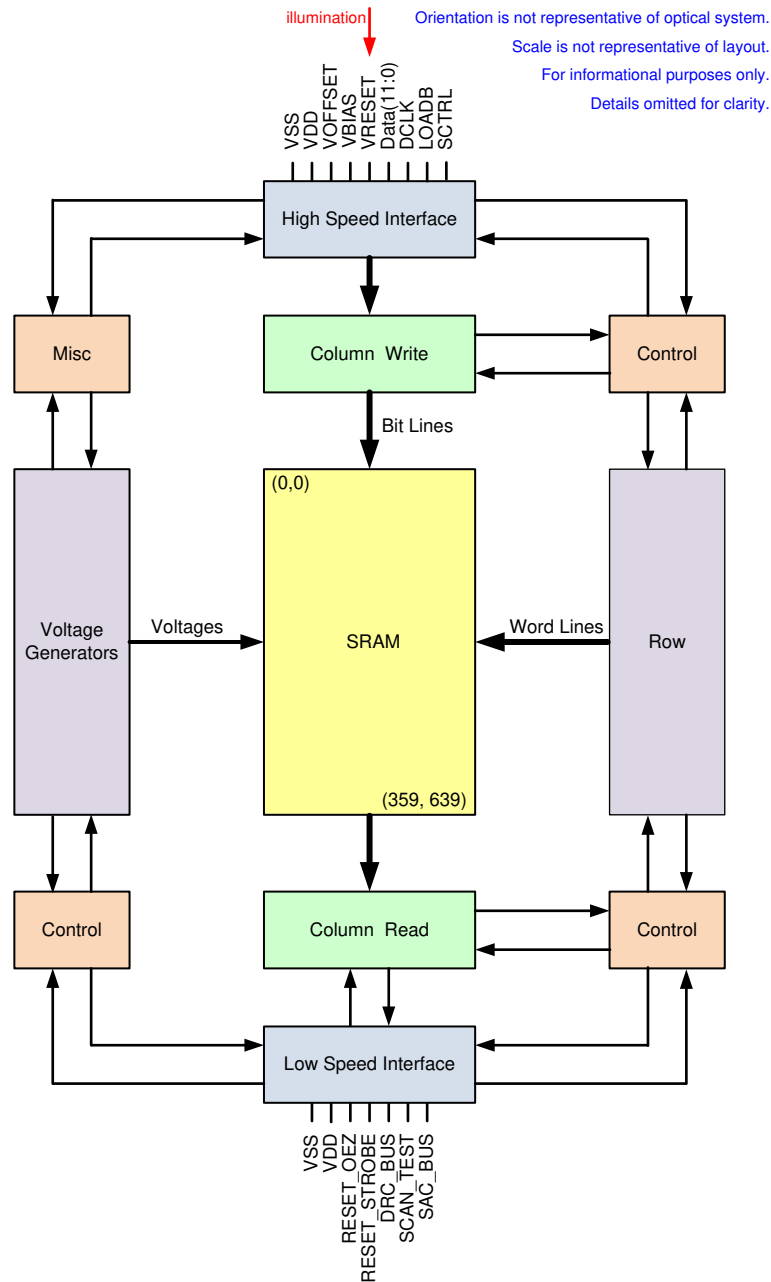 illumination
Orientation is not representative of optical system.
Scale is not representative of layout.
For informational purposes only.
Details omitted for clarity.
VSS
VDD
VOFFSET
VBIAS
VRESET
Data(11:0)
DCLK
LOADB
SCTRL
High Speed Interface
Misc
Column Write
Control
Bit Lines
(0,0)
Voltage
Generators
Voltages
SRAM
Word Lines
Row
(359, 639)
Control
Column Read
Control
Low Speed Interface
VSS
VDD
RESET_OEZ
RESET_STROBE
DRC_BUS
SCAN_TEST
SAC_BUS